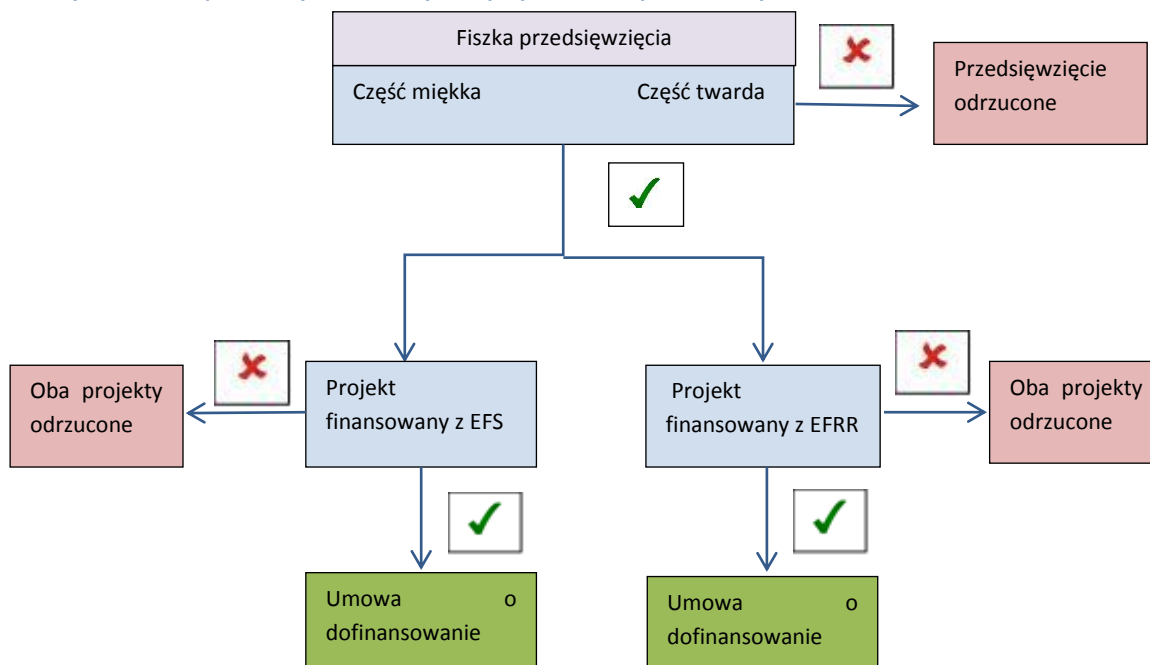 Fiszka przedsięwzięcia
Część miękka Część twarda
Przedsięwzięcie
odrzucone
Oba projekty
odrzucone
Projekt
finansowany z EFS
Projekt
finansowany z EFRR
Oba projekty
odrzucone
Umowa o
dofinansowanie
Umowa o
dofinansowanie